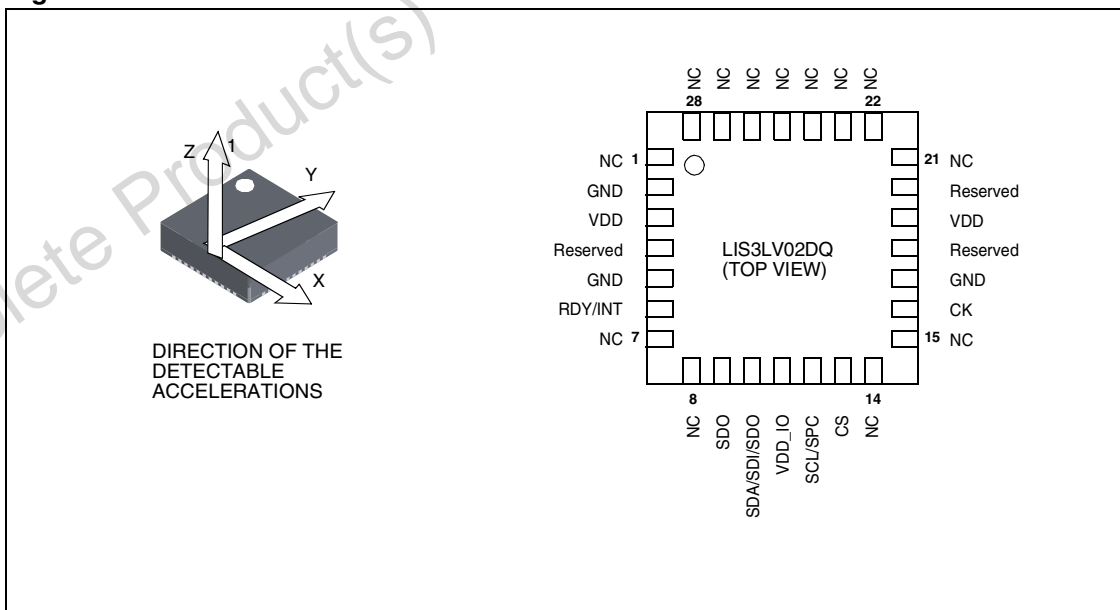 lete Product(s)
Z
1
Y
X
DIRECTION OF THE
DETECTABLE
ACCELERATIONS
NC NC NC NC NC NC NC
28 22
NC 1
GND
VDD
Reserved
GND
RDY/INT
NC 7
LIS3LV02DQ
(TOP VIEW)
21 NC
Reserved
VDD
Reserved
GND
CK
15 NC
8 14
NC SDO SDA/SDI/SDO VDD_IO SCL/SPC CS NC